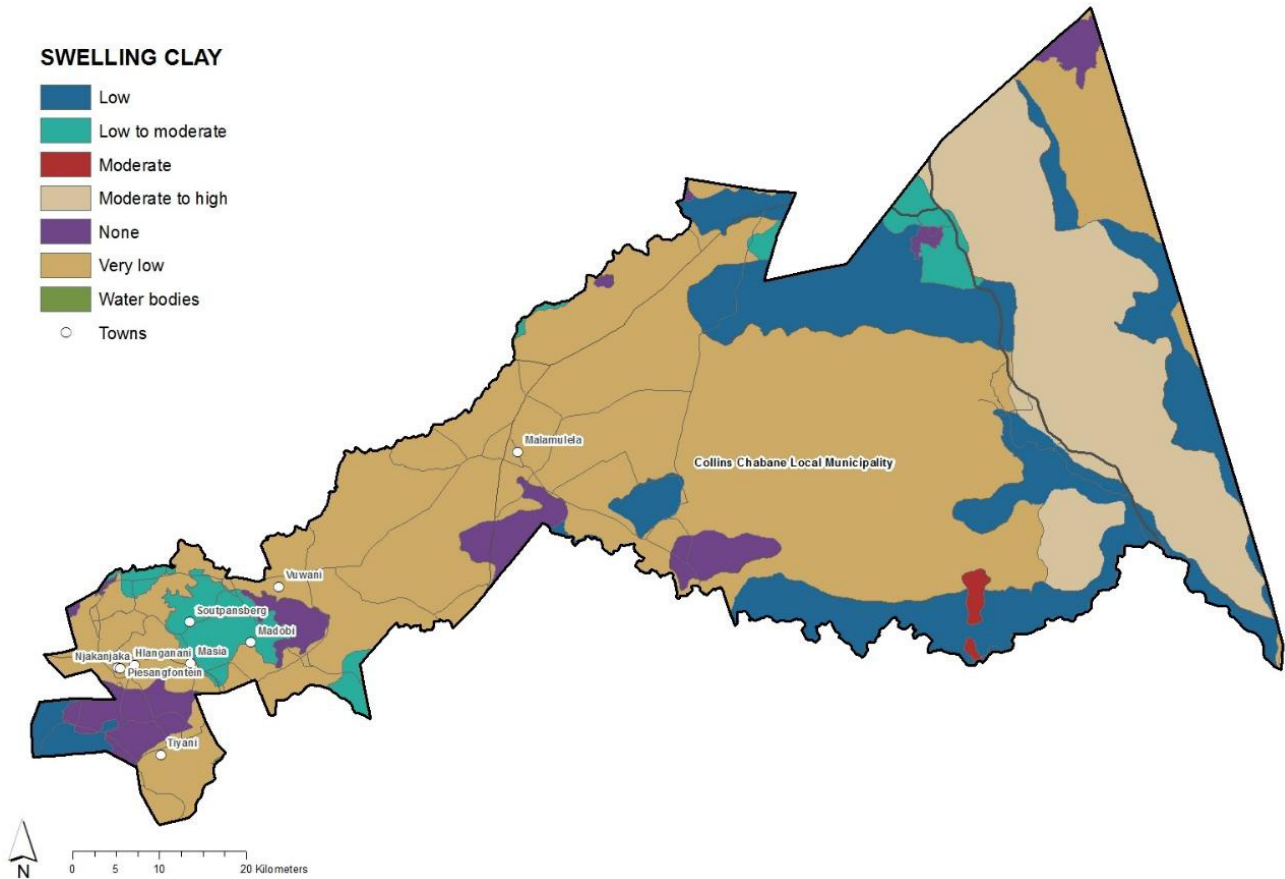 SWELLING CLAY
Low
Low to moderate
Moderate
Moderate to high
None
Very low
Water bodies
Towns
Malamulela
Collins Chabane Local Municipality
Vuwani
Soutpansberg
Madobi
Njakanjaka
Hlanganani
Masia
Piesangfontein
Tiyani
N
0 5 10 20 Kilometers